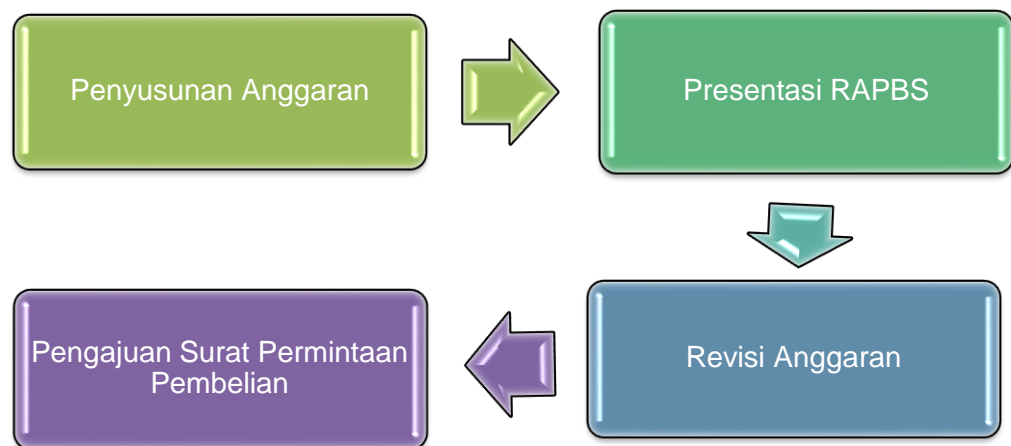 Penyusunan Anggaran
Presentasi RAPBS
Revisi Anggaran
Pengajuan Surat Permintaan
Pembelian